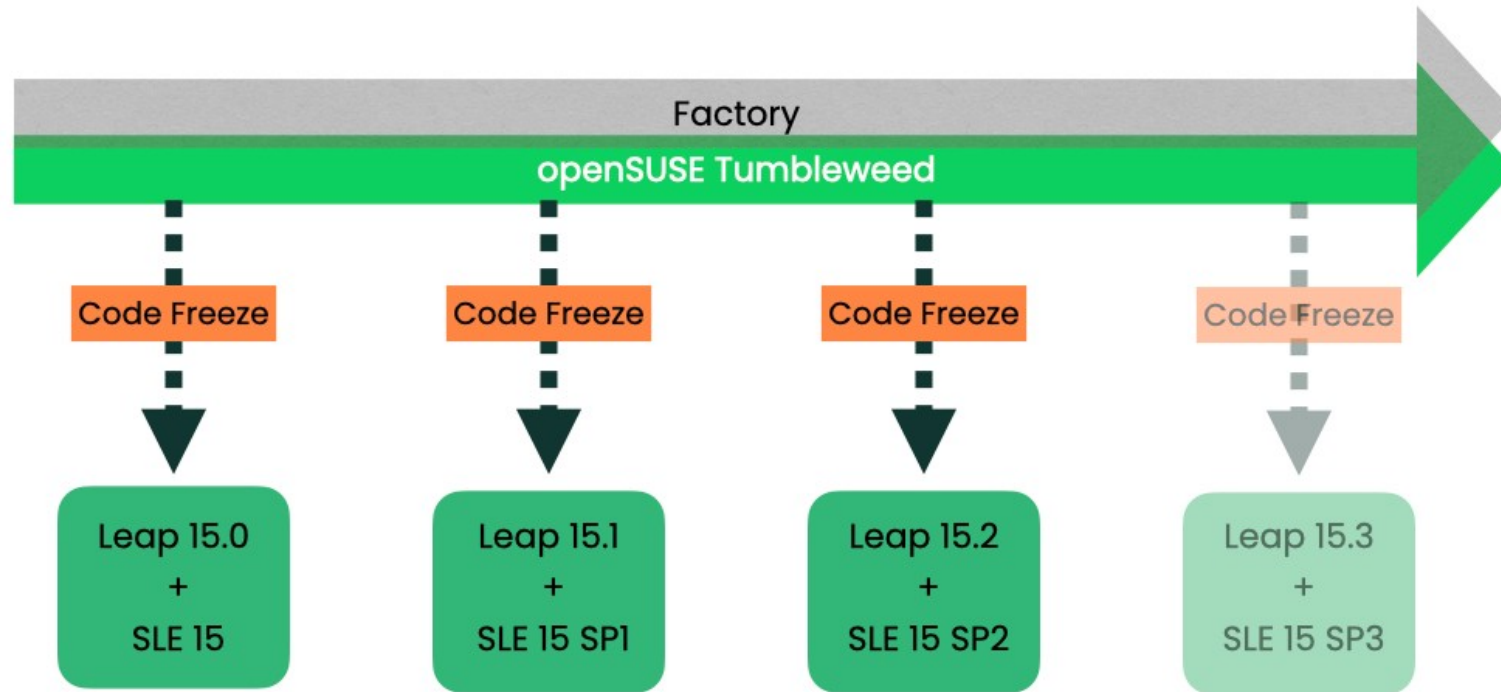 Factory
openSUSE Tumbleweed
Code Freeze
Code Freeze
Code Freeze
Code Freeze
Leap 15.0
+
SLE 15
Leap 15.1
+
SLE 15 SP1
Leap 15.2
+
SLE 15 SP2
Leap 15.3
+
SLE 15 SP3